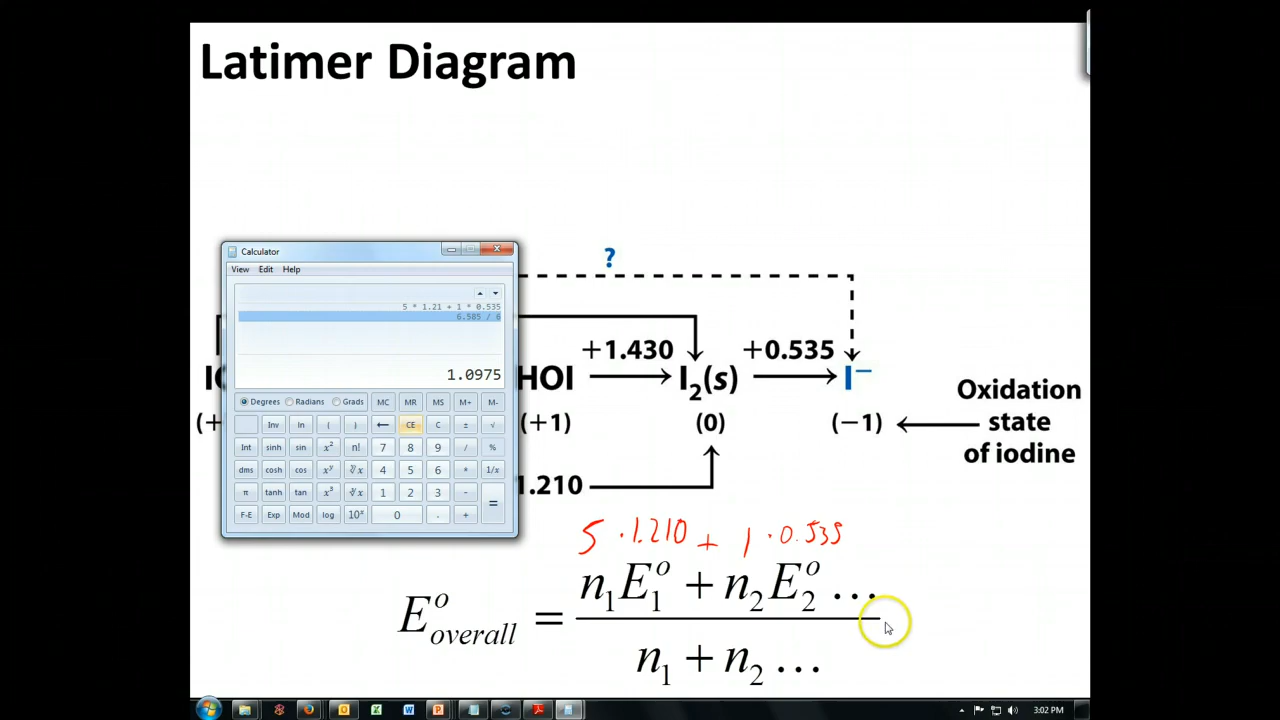 Latimer Diagram
?
Calculator
View Edit Help
5 * 1.21 + 1 * 0.535
6.585 / 6
1.0975
Degrees Radians Grads MC MR MS M+ M-
Inv ln ( ) ← CE C ± √
Int sinh sin x² n! 7 8 9 / %
dms cosh cos xʸ ʸ√x 4 5 6 * 1/x
π tanh tan x³ ³√x 1 2 3 - =
F-E Exp Mod log 10ˣ 0 . +
+1.430 +0.535
HOI I₂(s) I⁻
(+1) (0) (−1)
Oxidation
state
of iodine
1.210
5 · 1.210 + 1 · 0.535
E°overall = n₁E₁° + n₂E₂° ...
n₁ + n₂ ...
3:02 PM